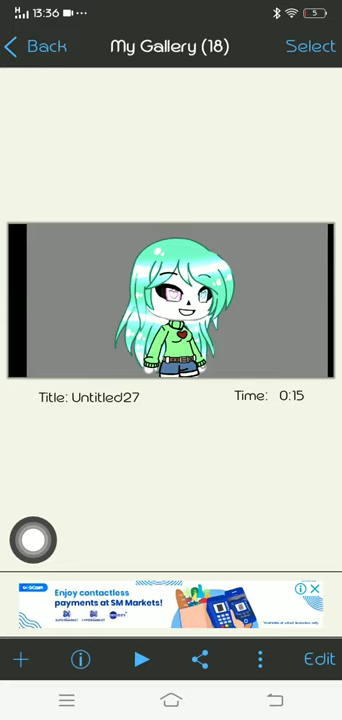 13:36
5
Back
My Gallery (18)
Select
Title: Untitled27
Time: 0:15
Enjoy contactless
payments at SM Markets!
Edit